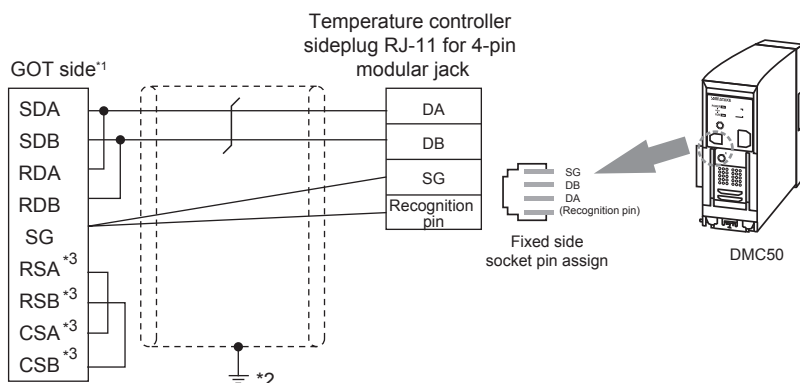 Temperature controller
sideplug RJ-11 for 4-pin
modular jack
GOT side*1
SDA
SDB
RDA
RDB
SG
RSA*3
RSB*3
CSA*3
CSB*3
DA
DB
SG
Recognition
pin
*2
SG
DB
DA
(Recognition pin)
Fixed side
socket pin assign
DMC50